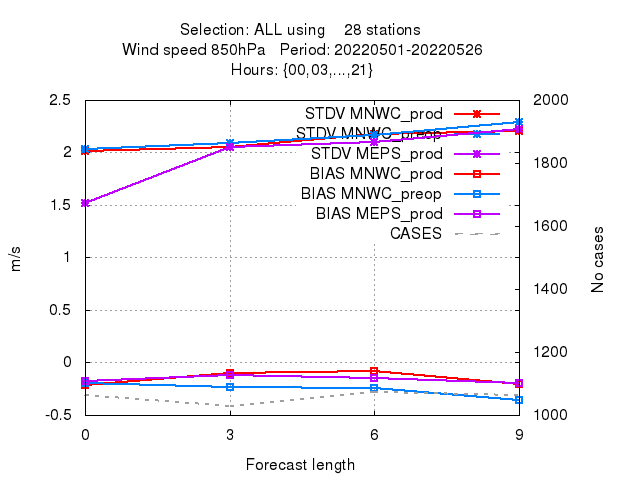 Selection: ALL using 28 stations
Wind speed 850hPa Period: 20220501-20220526
Hours: {00,03,...,21}
2.5
2
1.5
1
0.5
0
-0.5
2000
1800
1600
1400
1200
1000
STDV MNWC_prod
STDV MNWC_preop
STDV MEPS_prod
BIAS MNWC_prod
BIAS MNWC_preop
BIAS MEPS_prod
CASES
m/s
No cases
0 3 6 9
Forecast length